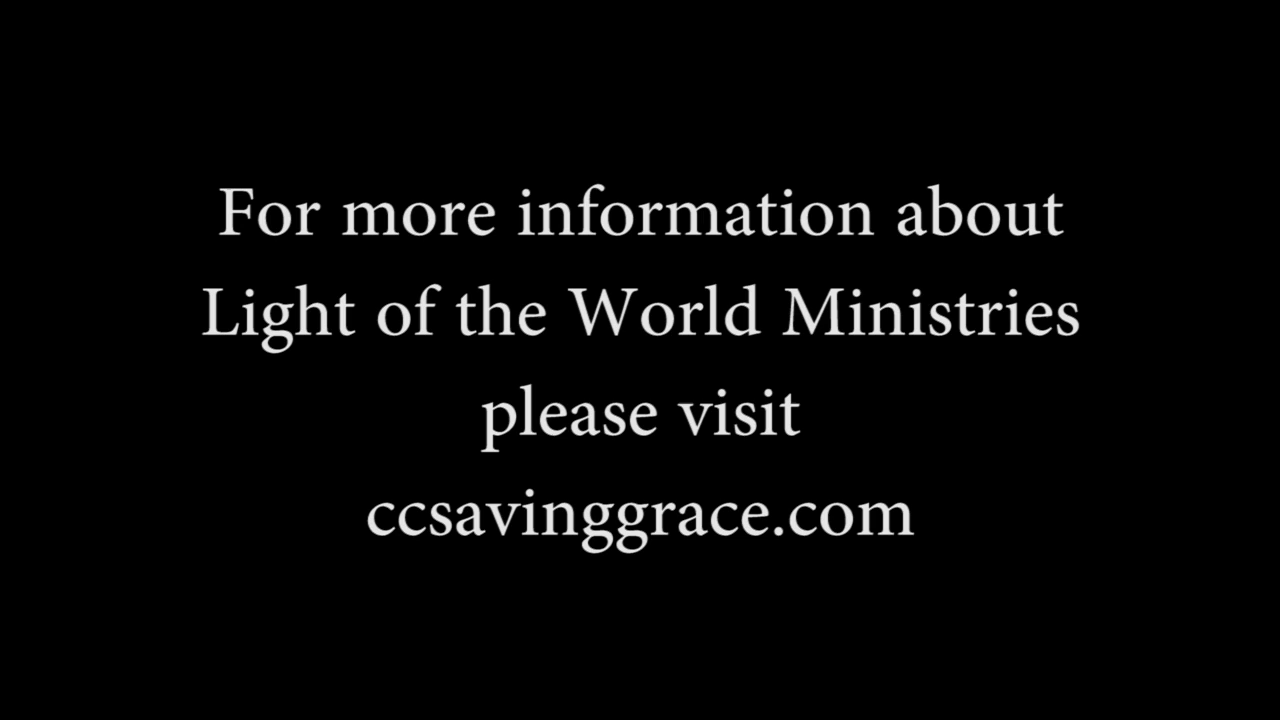 For more information about
Light of the World Ministries
please visit
ccsavinggrace.com